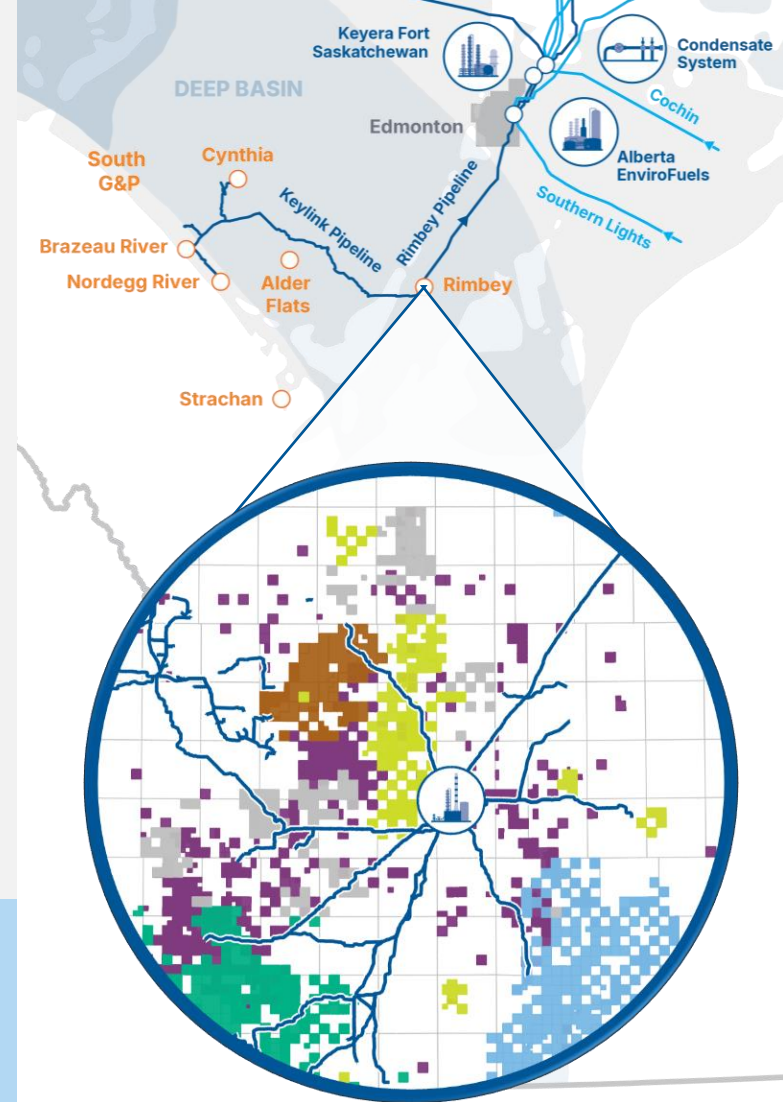 Keyera Fort
Saskatchewan
Condensate
System
DEEP BASIN
Cochin
Edmonton
Alberta
EnviroFuels
South
G&P
Cynthia
Keylink Pipeline
Rimbey Pipeline
Southern Lights
Brazeau River
Nordegg River
Alder
Flats
Rimbey
Strachan